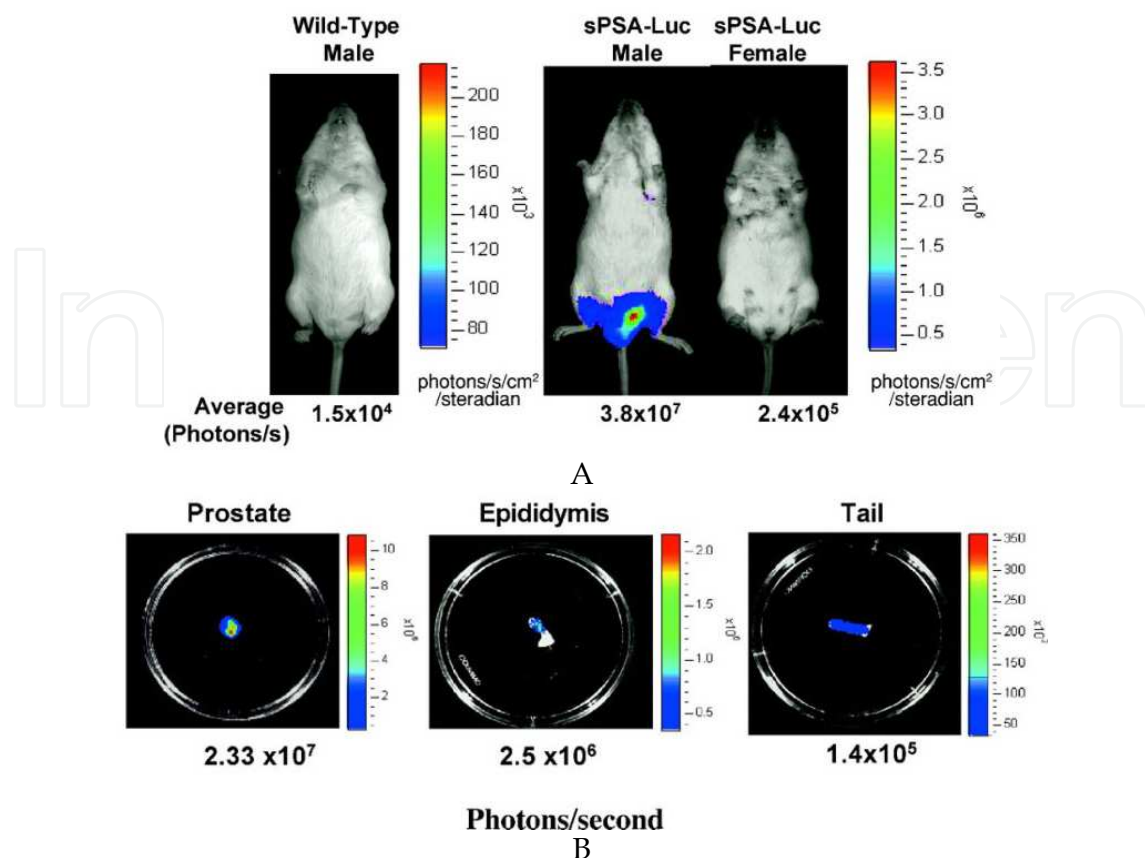 Wild-Type
Male
sPSA-Luc
Male
sPSA-Luc
Female
200
180
160
140
120
100
80
x10³
photons/s/cm²
/steradian
3.5
3.0
2.5
2.0
1.5
1.0
0.5
x10⁶
photons/s/cm²
/steradian
Average
(Photons/s)
1.5x10⁴
3.8x10⁷
2.4x10⁵
A
Prostate
Epididymis
Tail
10
8
6
4
2
2.0
1.5
1.0
0.5
350
300
250
200
150
100
50
2.33 x10⁷
2.5 x10⁶
1.4x10⁵
Photons/second
B